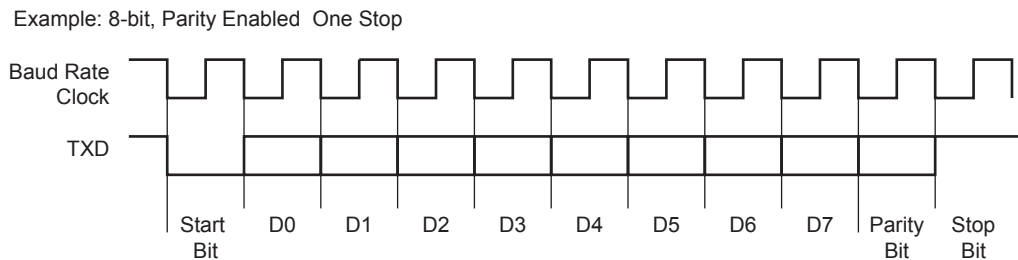 Example: 8-bit, Parity Enabled One Stop
Baud Rate
Clock
TXD
Start
Bit
D0
D1
D2
D3
D4
D5
D6
D7
Parity
Bit
Stop
Bit